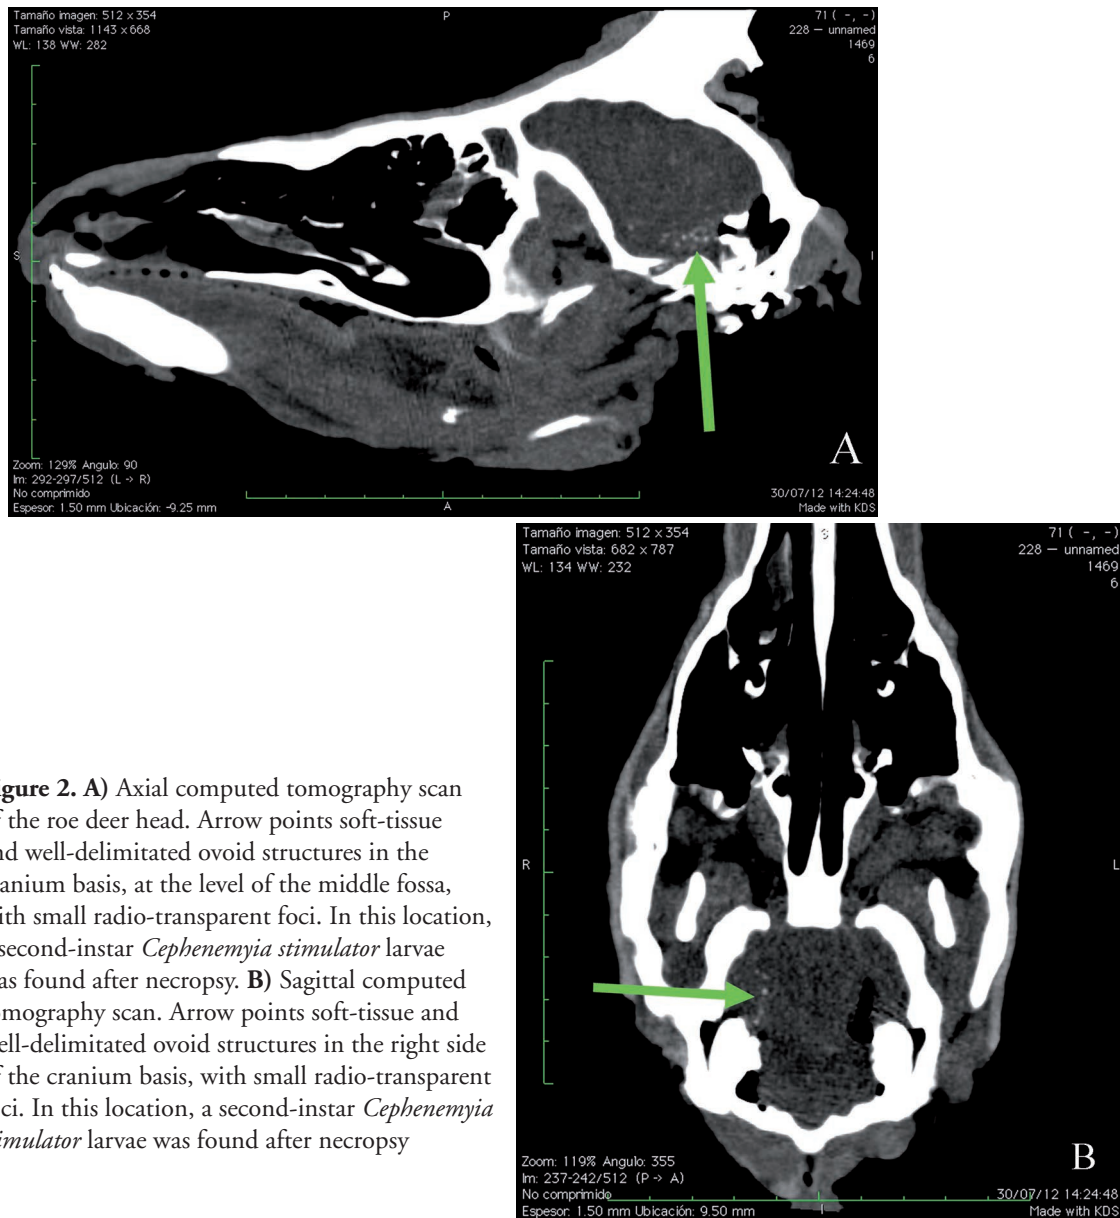 Tamaño imagen: 512 x 354
Tamaño vista: 1143 x 668
WL: 138 WW: 282
P
71 ( -, -)
228 — unnamed
1469
6
S
I
A
Zoom: 129% Angulo: 90
Im: 292-297/512 (L -> R)
No comprimido
Espesor: 1.50 mm Ubicación: -9.25 mm
A
30/07/12 14:24:48
Made with KDS
Tamaño imagen: 512 x 354
Tamaño vista: 682 x 787
WL: 134 WW: 232
S
71 ( -, -)
228 — unnamed
1469
6
R
L
B
Zoom: 119% Angulo: 355
Im: 237-242/512 (P -> A)
No comprimido
Espesor: 1.50 mm Ubicación: 9.50 mm
I
30/07/12 14:24:48
Made with KDS
igure 2. A) Axial computed tomography scan
f the roe deer head. Arrow points soft-tissue
nd well-delimitated ovoid structures in the
ranium basis, at the level of the middle fossa,
ith small radio-transparent foci. In this location,
second-instar Cephenemyia stimulator larvae
as found after necropsy. B) Sagittal computed
omography scan. Arrow points soft-tissue and
ell-delimitated ovoid structures in the right side
f the cranium basis, with small radio-transparent
ci. In this location, a second-instar Cephenemyia
imulator larvae was found after necropsy